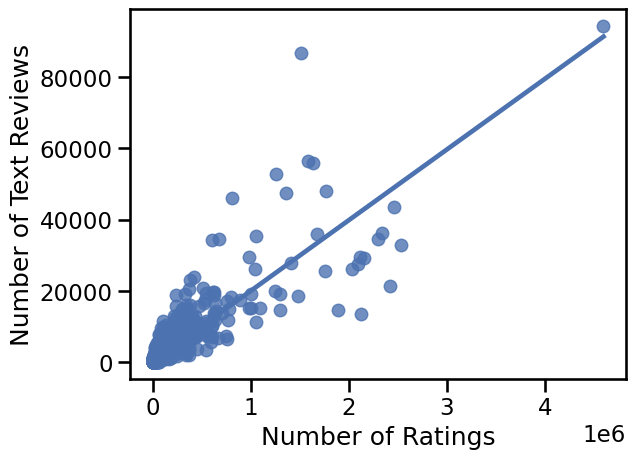 Number of Text Reviews
80000
60000
40000
20000
0
0 1 2 3 4
1e6
Number of Ratings